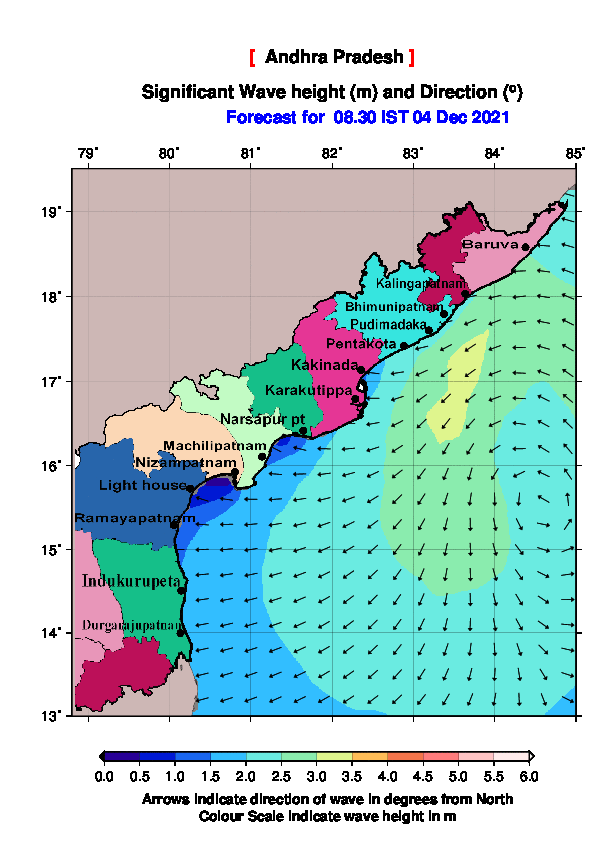 [ Andhra Pradesh ]
Significant Wave height (m) and Direction (º)
Forecast for 08.30 IST 04 Dec 2021
79˚ 80˚ 81˚ 82˚ 83˚ 84˚ 85˚
19˚
Baruva
Kalingapatnam
18˚
Bhimunipatnam
Pudimadaka
Pentakota
Kakinada
17˚
Karakutippa
Narsapur pt
Machilipatnam
16˚
Nizampatnam
Light house
Ramayapatnam
15˚
Indukurupeta
Durgarajupatnam
14˚
13˚
0.0 0.5 1.0 1.5 2.0 2.5 3.0 3.5 4.0 4.5 5.0 5.5 6.0
Arrows indicate direction of wave in degrees from North
Colour Scale indicate wave height in m